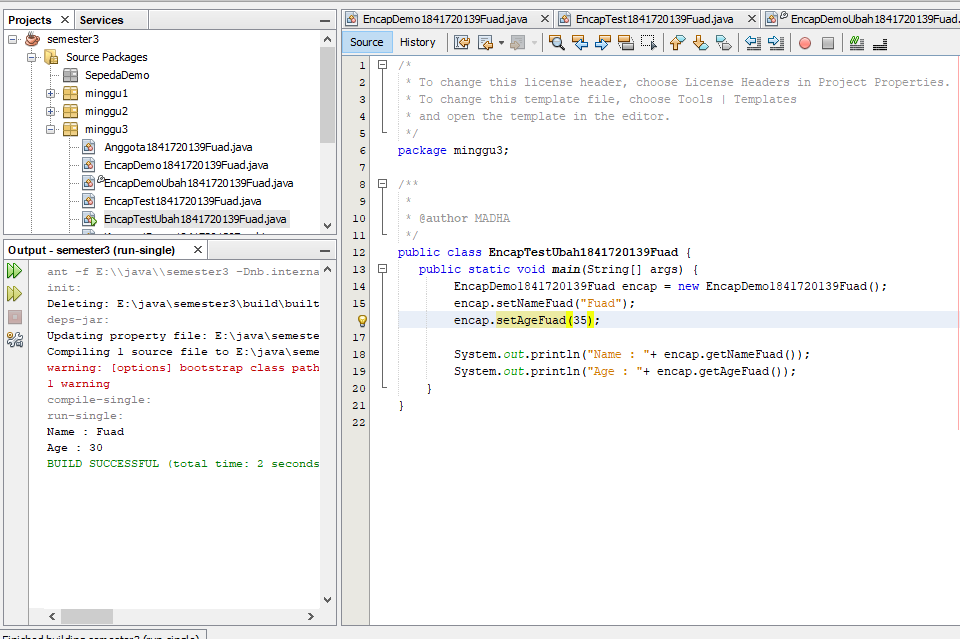 Projects
Services
semester3
Source Packages
SepedaDemo
minggu1
minggu2
minggu3
Anggota1841720139Fuad.java
EncapDemo1841720139Fuad.java
EncapDemoUbah1841720139Fuad.java
EncapTest1841720139Fuad.java
EncapTestUbah1841720139Fuad.java
Output - semester3 (run-single)
ant -f E:\\java\\semester3 -Dnb.interna
init:
Deleting: E:\java\semester3\build\built
deps-jar:
Updating property file: E:\java\semeste
Compiling 1 source file to E:\java\seme
warning: [options] bootstrap class path
1 warning
compile-single:
run-single:
Name : Fuad
Age : 30
BUILD SUCCESSFUL (total time: 2 seconds
Finished building semester3 (run-single)
EncapDemo1841720139Fuad.java
EncapTest1841720139Fuad.java
EncapDemoUbah1841720139Fuad.
Source
History
1 /*
2 * To change this license header, choose License Headers in Project Properties.
3 * To change this template file, choose Tools | Templates
4 * and open the template in the editor.
5 */
6 package minggu3;
7
8 /**
9 *
10 * @author MADHA
11 */
12 public class EncapTestUbah1841720139Fuad {
13 public static void main(String[] args) {
14 EncapDemo1841720139Fuad encap = new EncapDemo1841720139Fuad();
15 encap.setNameFuad("Fuad");
encap.setAgeFuad(35);
17
18 System.out.println("Name : "+ encap.getNameFuad());
19 System.out.println("Age : "+ encap.getAgeFuad());
20 }
21 }
22